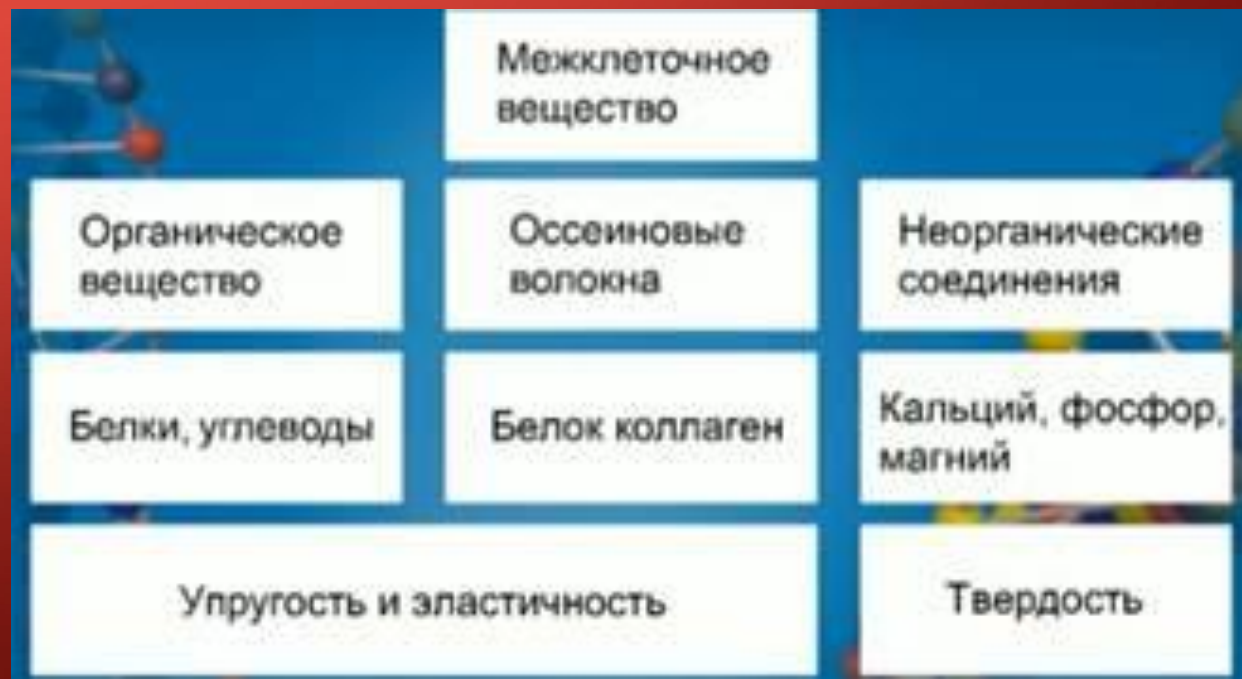 Межклеточное
вещество
Органическое
вещество
Оссеиновые
волокна
Неорганические
соединения
Белки, углеводы
Белок коллаген
Кальций, фосфор,
магний
Упругость и эластичность
Твердость